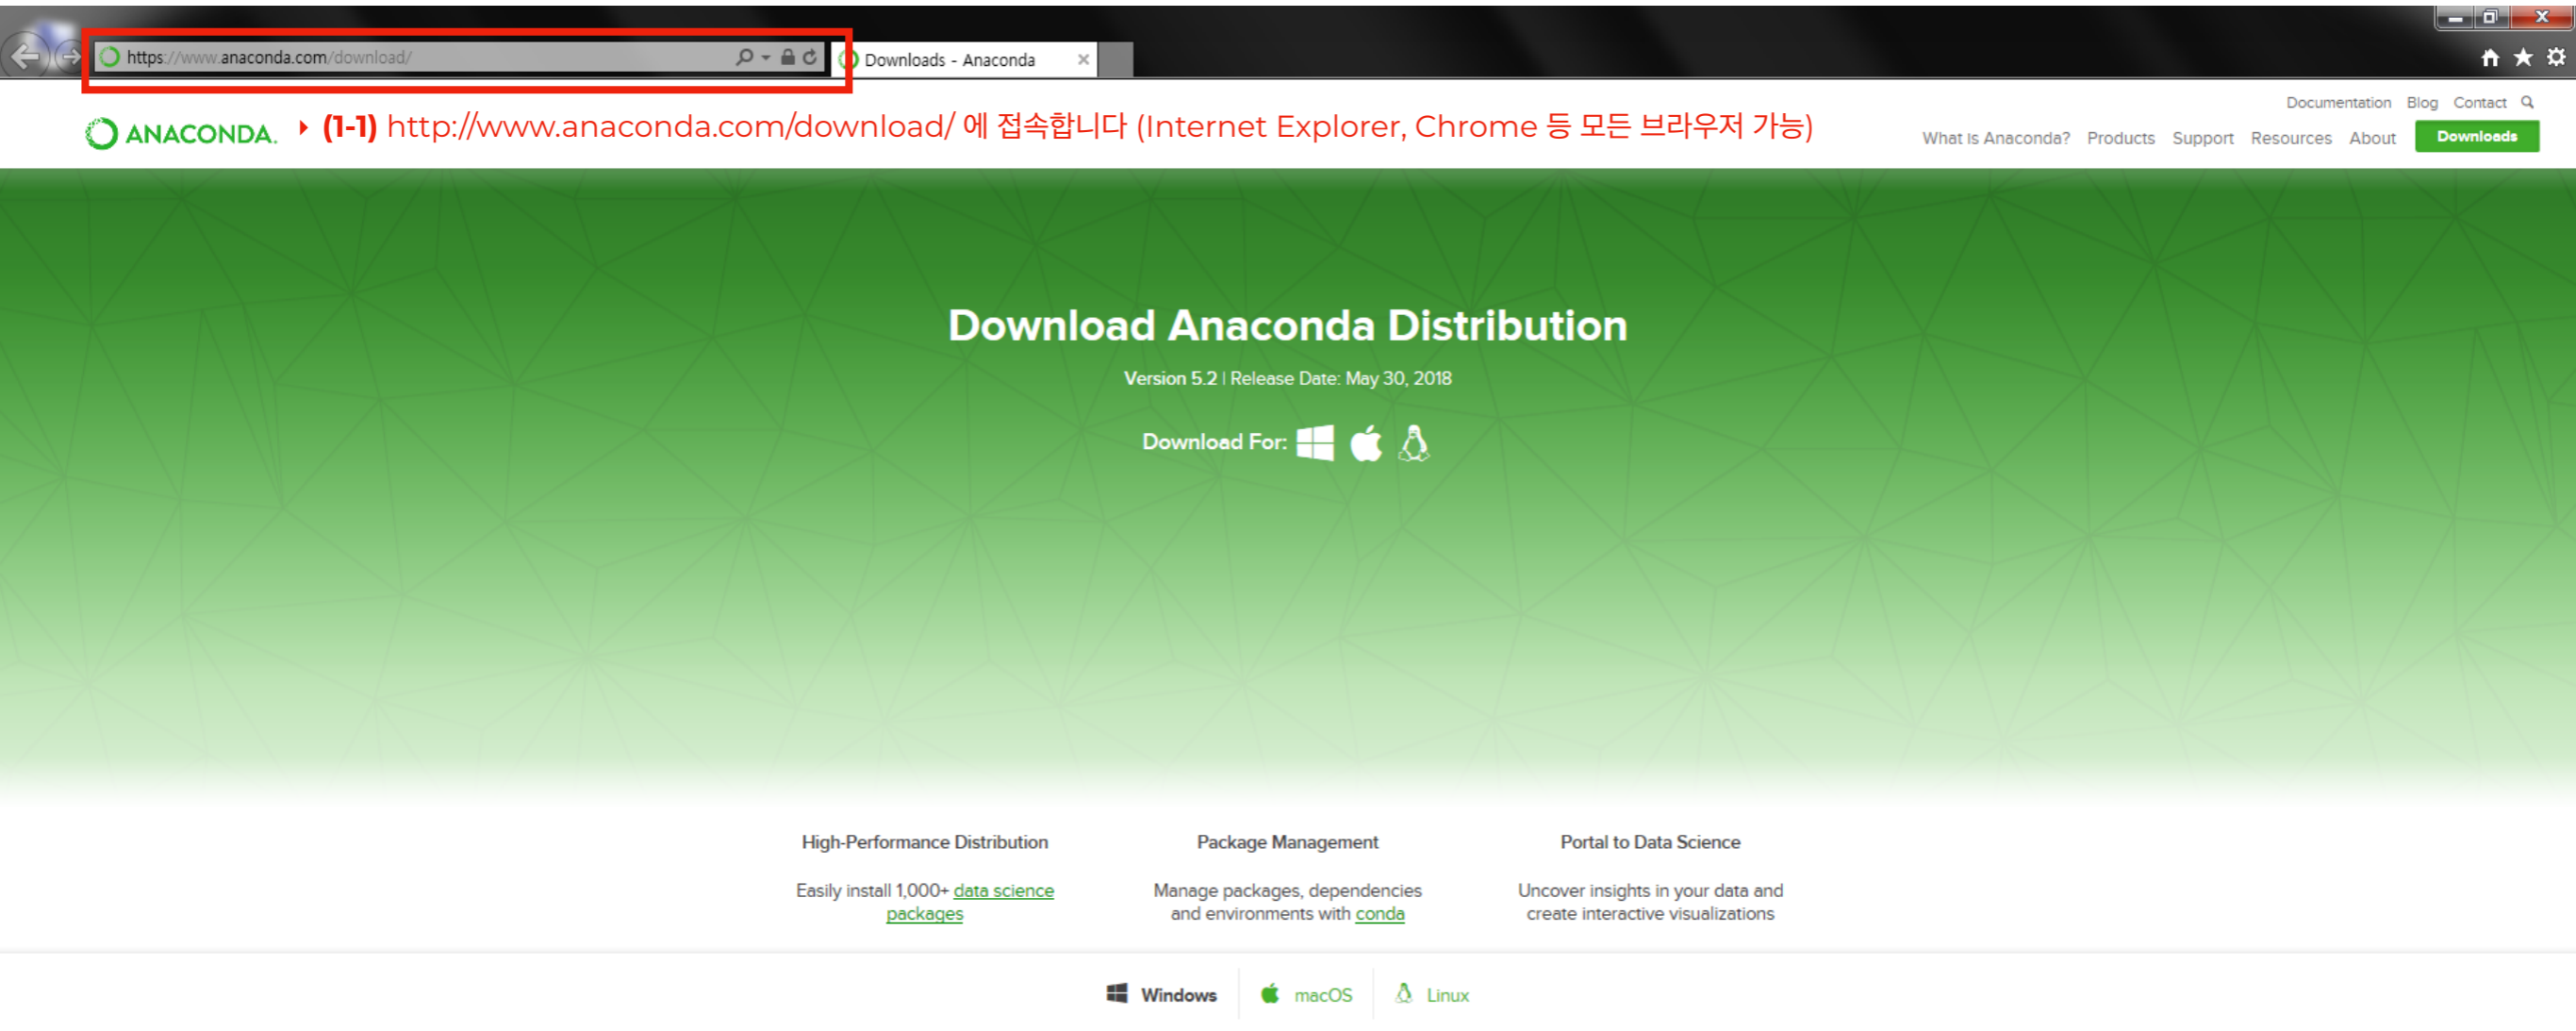 https://www.anaconda.com/download/
Downloads - Anaconda
Documentation Blog Contact
ANACONDA.
(1-1) http://www.anaconda.com/download/ 에 접속합니다 (Internet Explorer, Chrome 등 모든 브라우저 가능)
What is Anaconda? Products Support Resources About Downloads
Download Anaconda Distribution
Version 5.2 | Release Date: May 30, 2018
Download For:
High-Performance Distribution
Easily install 1,000+ data science
packages
Package Management
Manage packages, dependencies
and environments with conda
Portal to Data Science
Uncover insights in your data and
create interactive visualizations
Windows macOS Linux